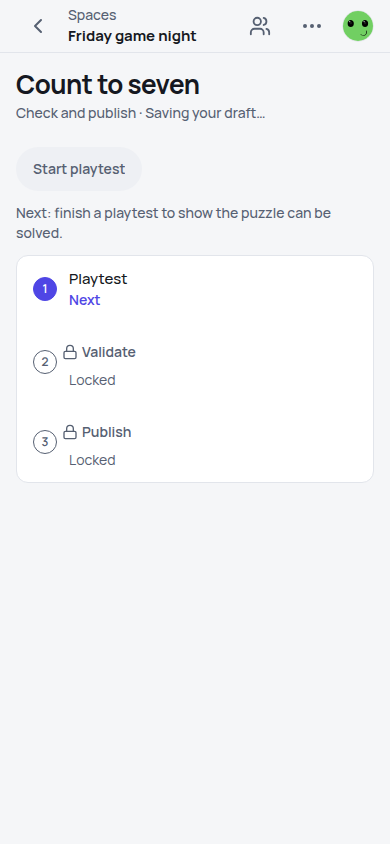 Spaces
Friday game night
Count to seven
Check and publish · Saving your draft…
Start playtest
Next: finish a playtest to show the puzzle can be
solved.
1
Playtest
Next
2
Validate
Locked
3
Publish
Locked